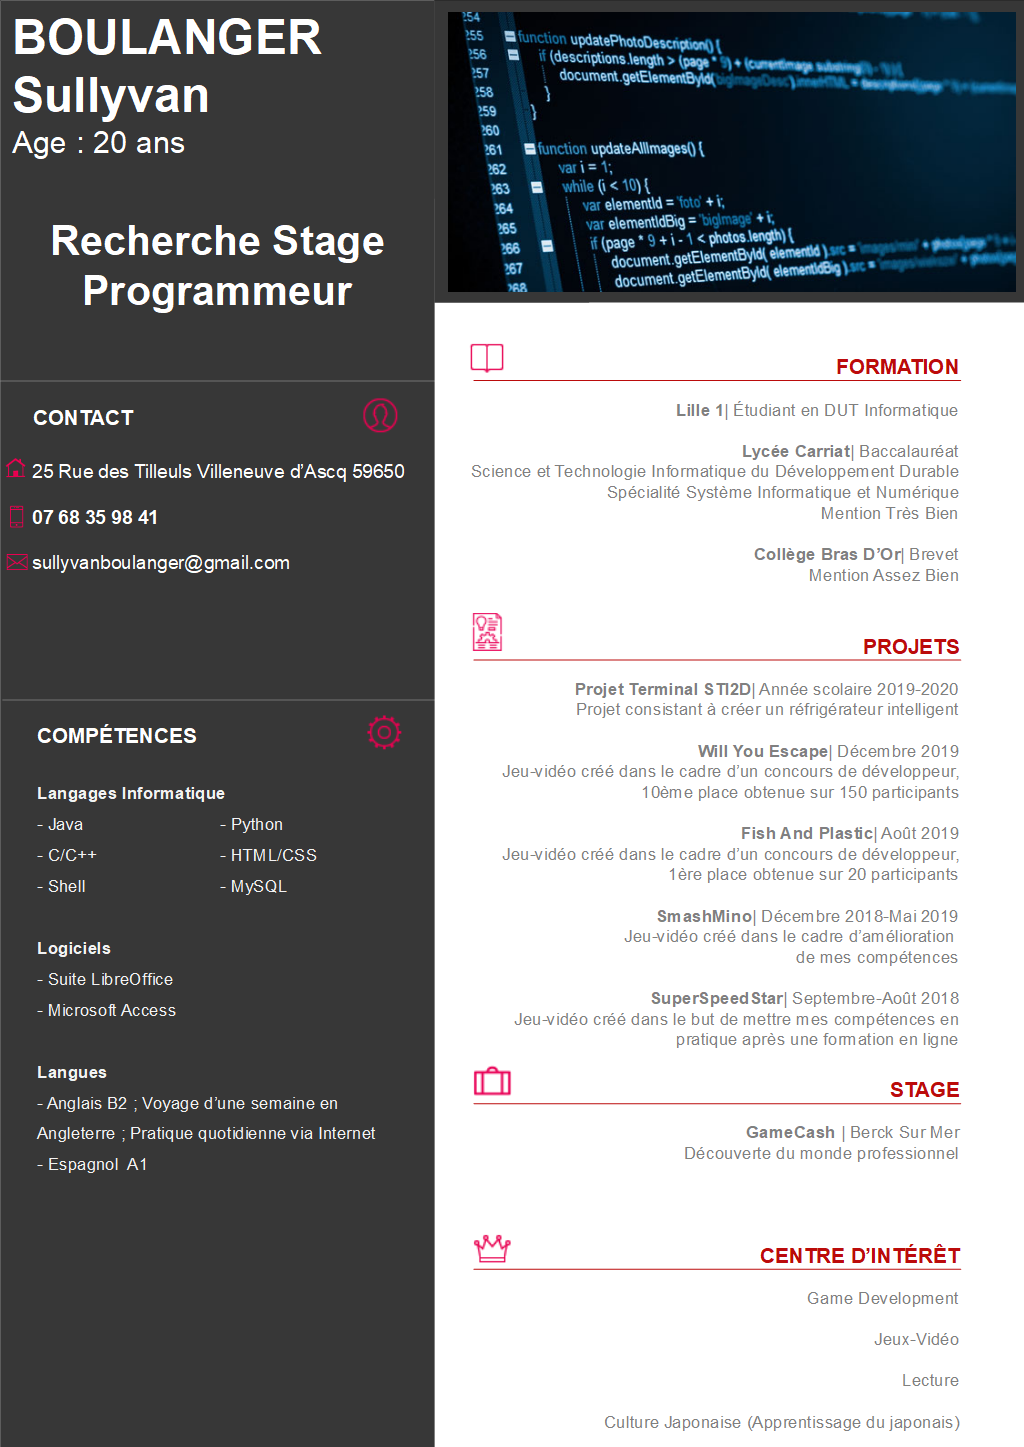 BOULANGER
Sullyvan
Age : 20 ans
Recherche Stage
Programmeur
CONTACT
25 Rue des Tilleuls Villeneuve d'Ascq 59650
07 68 35 98 41
sullyvanboulanger@gmail.com
COMPÉTENCES
Langages Informatique
- Java - Python
- C/C++ - HTML/CSS
- Shell - MySQL
Logiciels
- Suite LibreOffice
- Microsoft Access
Langues
- Anglais B2 ; Voyage d'une semaine en
Angleterre ; Pratique quotidienne via Internet
- Espagnol A1
254
255 function updatePhotoDescription() {
256 if (descriptions.length > (page * 9) + (currentImage substring
257 document.getElementById('bigImageDesc').innerHTML =
258 }
259 }
260
261 function updateAllImages() {
262 var i = 1;
263 while (i < 10) {
264 var elementId = 'foto' + i;
265 var elementIdBig = 'bigImage' + i;
266 if (page * 9 + i - 1 < photos.length) {
267 document.getElementById( elementId ).src = 'images/mini' +
268 document.getElementById( elementIdBig ).src =
FORMATION
Lille 1| Étudiant en DUT Informatique
Lycée Carriat| Baccalauréat
Science et Technologie Informatique du Développement Durable
Spécialité Système Informatique et Numérique
Mention Très Bien
Collège Bras D'Or| Brevet
Mention Assez Bien
PROJETS
Projet Terminal STI2D| Année scolaire 2019-2020
Projet consistant à créer un réfrigérateur intelligent
Will You Escape| Décembre 2019
Jeu-vidéo créé dans le cadre d'un concours de développeur,
10ème place obtenue sur 150 participants
Fish And Plastic| Août 2019
Jeu-vidéo créé dans le cadre d'un concours de développeur,
1ère place obtenue sur 20 participants
SmashMino| Décembre 2018-Mai 2019
Jeu-vidéo créé dans le cadre d'amélioration
de mes compétences
SuperSpeedStar| Septembre-Août 2018
Jeu-vidéo créé dans le but de mettre mes compétences en
pratique après une formation en ligne
STAGE
GameCash | Berck Sur Mer
Découverte du monde professionnel
CENTRE D'INTÉRÊT
Game Development
Jeux-Vidéo
Lecture
Culture Japonaise (Apprentissage du japonais)